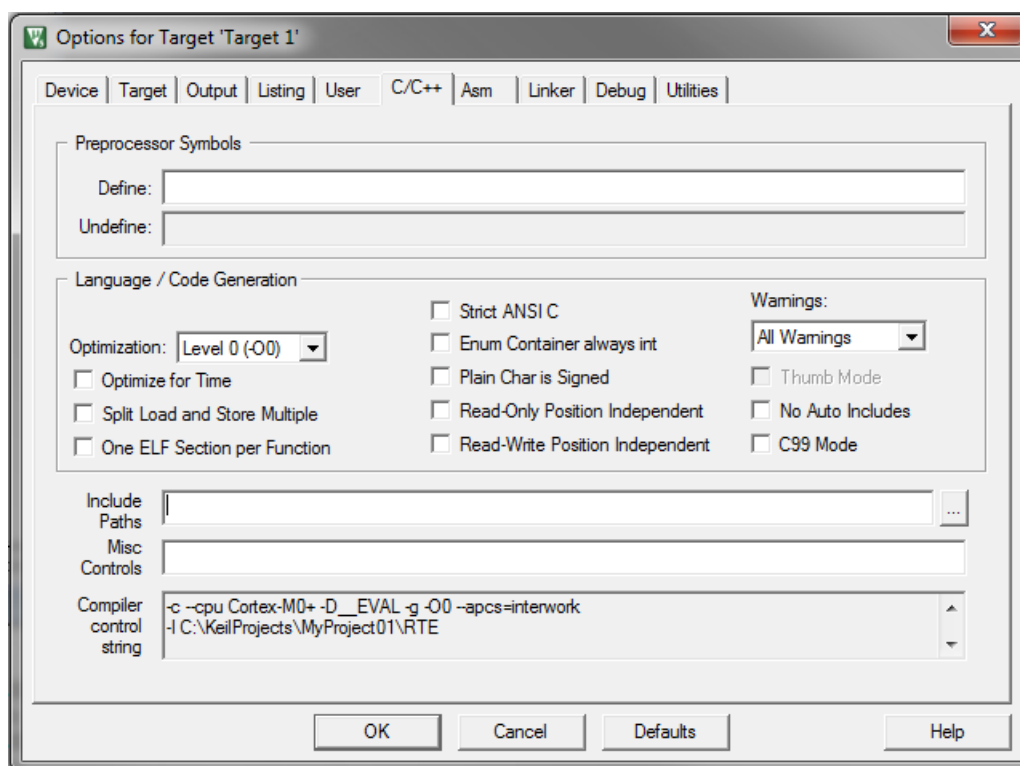 Options for Target 'Target 1'
Device Target Output Listing User C/C++ Asm Linker Debug Utilities
Preprocessor Symbols
Define:
Undefine:
Language / Code Generation
Optimization: Level 0 (-O0)
Optimize for Time
Split Load and Store Multiple
One ELF Section per Function
Strict ANSI C
Enum Container always int
Plain Char is Signed
Read-Only Position Independent
Read-Write Position Independent
Warnings:
All Warnings
Thumb Mode
No Auto Includes
C99 Mode
Include
Paths
...
Misc
Controls
Compiler
control
string
-c --cpu Cortex-M0+ -D__EVAL -g -O0 --apcs=interwork
-I C:\KeilProjects\MyProject01\RTE
OK Cancel Defaults Help